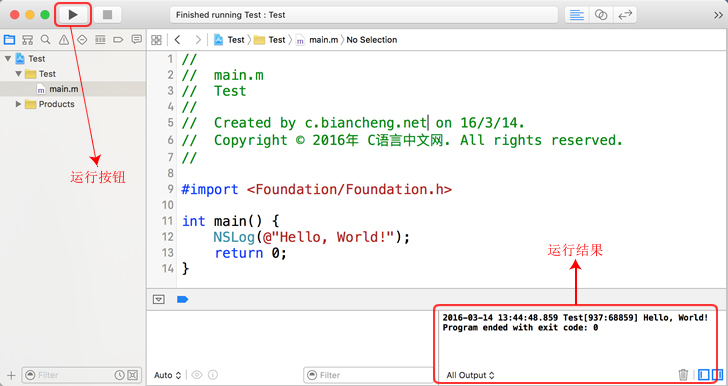 Finished running Test : Test
Test
Test
main.m
Products
Test
Test
main.m
No Selection
1 //
2 // main.m
3 // Test
4 //
5 // Created by c.biancheng.net on 16/3/14.
6 // Copyright © 2016年 C语言中文网. All rights reserved.
7 //
8
9 #import <Foundation/Foundation.h>
10
11 int main() {
12 NSLog(@"Hello, World!");
13 return 0;
14 }
运行按钮
运行结果
2016-03-14 13:44:48.859 Test[937:68859] Hello, World!
Program ended with exit code: 0
Filter
Auto
Filter
All Output